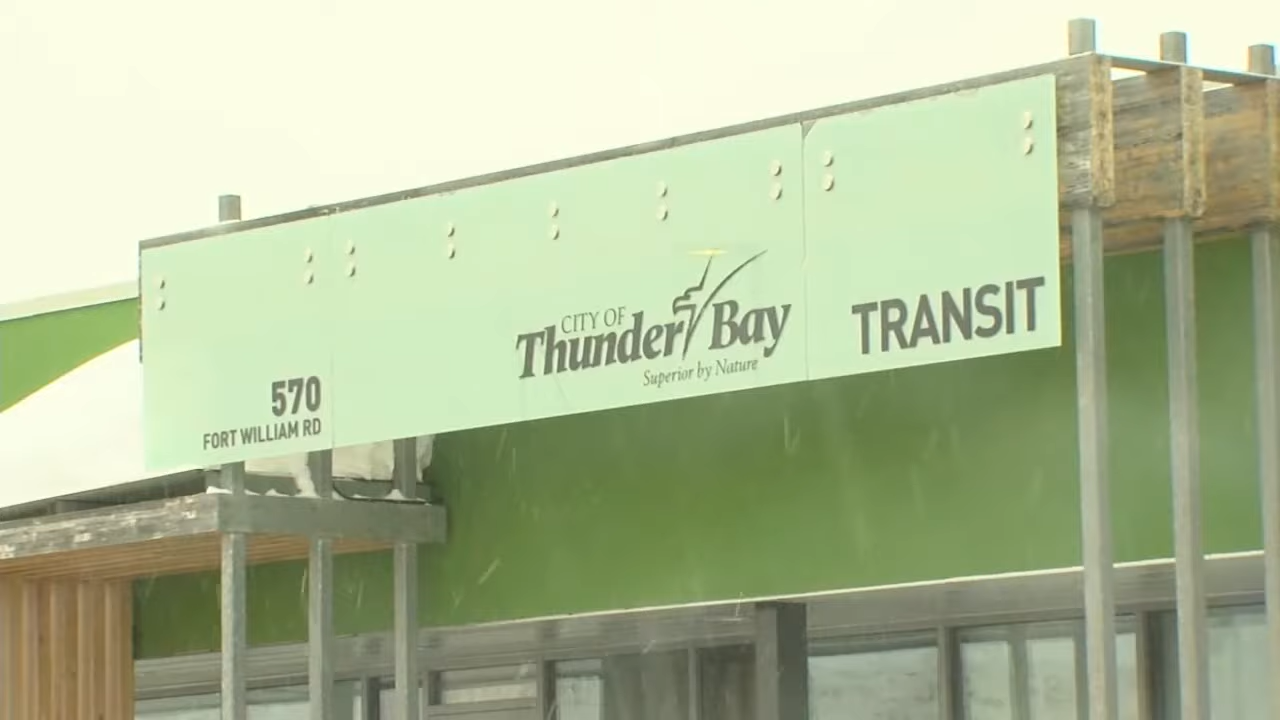 570
FORT WILLIAM RD
CITY OF
Thunder Bay
Superior by Nature
TRANSIT